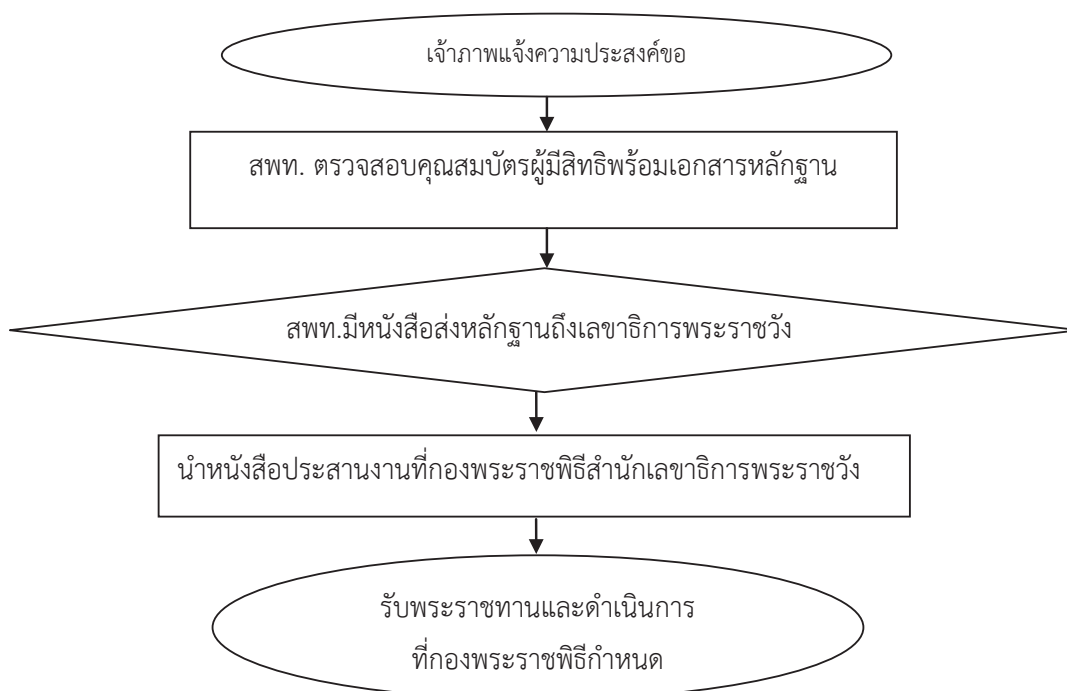 เจ้าภาพแจ้งความประสงค์ขอ
สพท. ตรวจสอบคุณสมบัตรผู้มีสิทธิพร้อมเอกสารหลักฐาน
สพท.มีหนังสือส่งหลักฐานถึงเลขาธิการพระราชวัง
นำหนังสือประสานงานที่กองพระราชพิธีสำนักเลขาธิการพระราชวัง
รับพระราชทานและดำเนินการ
ที่กองพระราชพิธีกำหนด